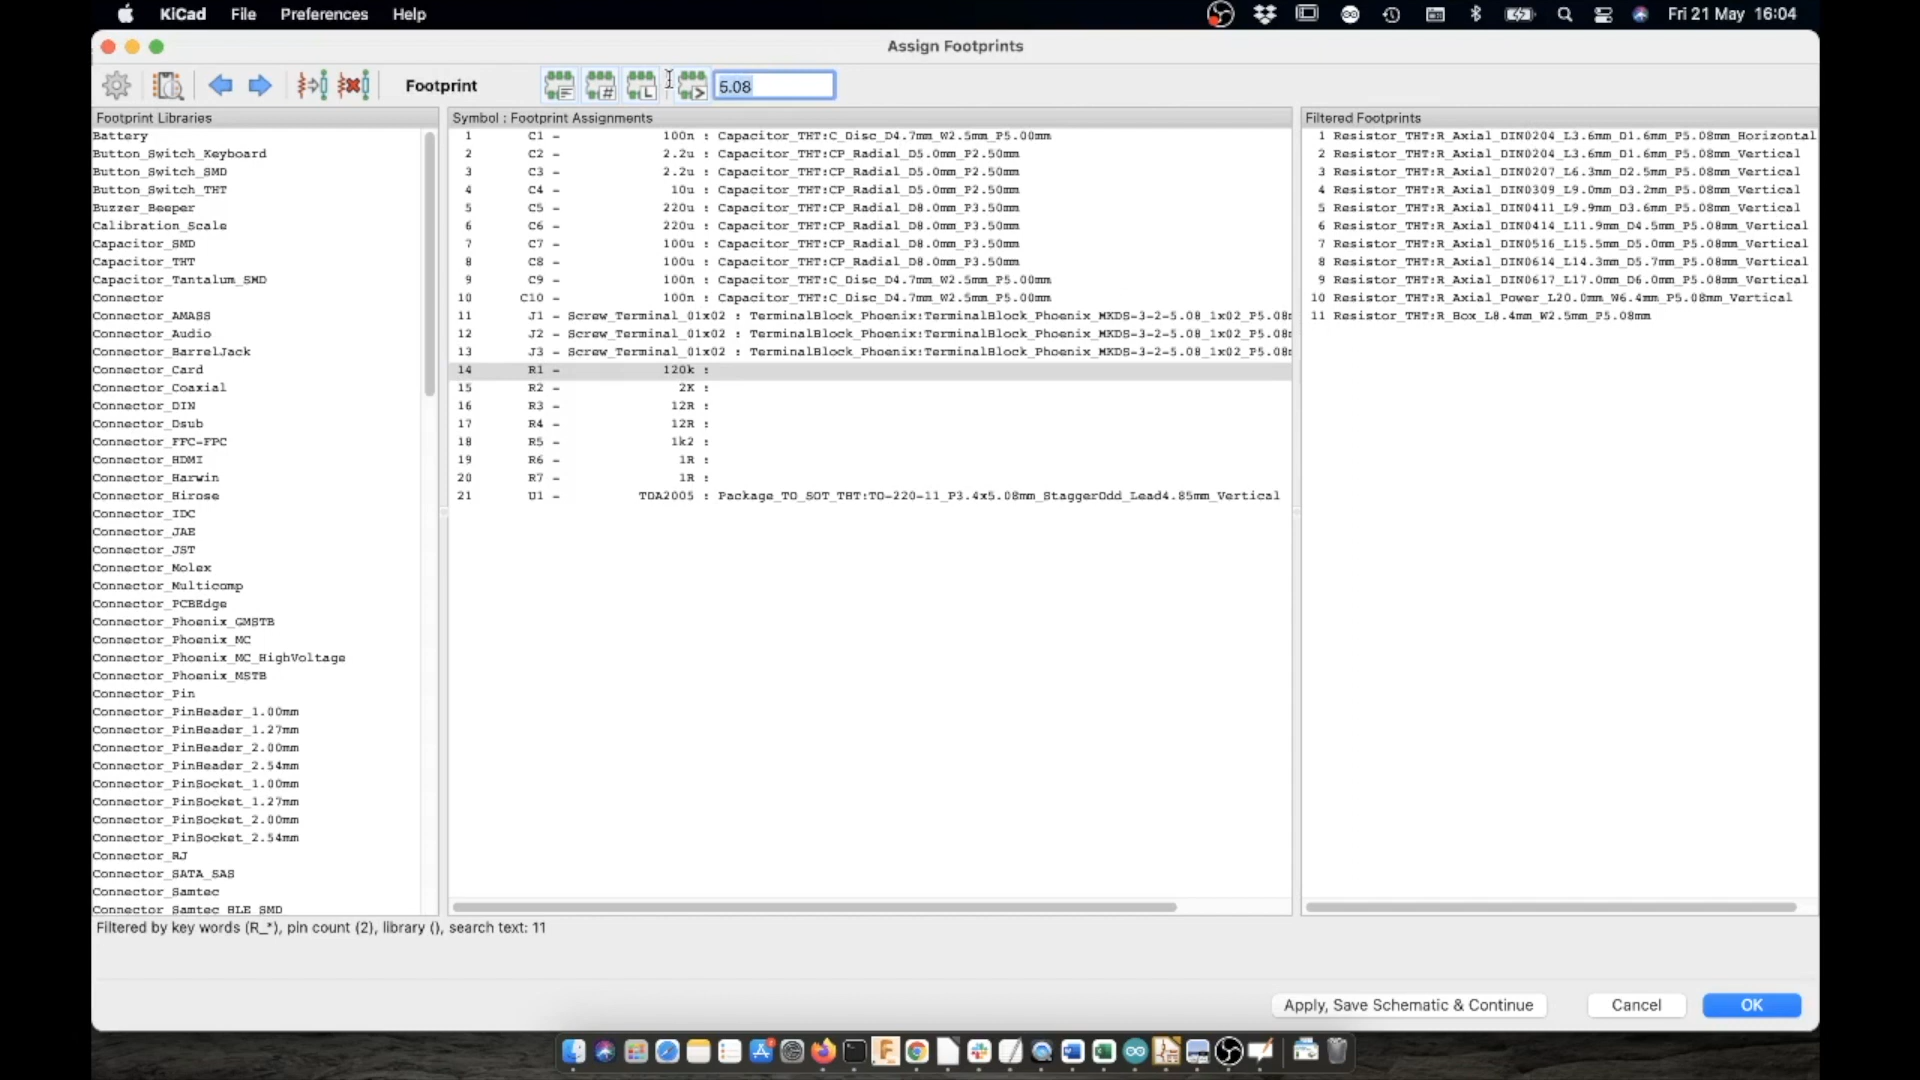 KiCad File Preferences Help Fri 21 May 16:04
Assign Footprints
Footprint 5.08
Footprint Libraries
Battery
Button_Switch_Keyboard
Button_Switch_SMD
Button_Switch_THT
Buzzer_Beeper
Calibration_Scale
Capacitor_SMD
Capacitor_THT
Capacitor_Tantalum_SMD
Connector
Connector_AMASS
Connector_Audio
Connector_BarrelJack
Connector_Card
Connector_Coaxial
Connector_DIN
Connector_Dsub
Connector_FFC-FPC
Connector_HDMI
Connector_Harwin
Connector_Hirose
Connector_IDC
Connector_JAE
Connector_JST
Connector_Molex
Connector_Multicomp
Connector_PCBEdge
Connector_Phoenix_GMSTB
Connector_Phoenix_MC
Connector_Phoenix_MC_HighVoltage
Connector_Phoenix_MSTB
Connector_Pin
Connector_PinHeader_1.00mm
Connector_PinHeader_1.27mm
Connector_PinHeader_2.00mm
Connector_PinHeader_2.54mm
Connector_PinSocket_1.00mm
Connector_PinSocket_1.27mm
Connector_PinSocket_2.00mm
Connector_PinSocket_2.54mm
Connector_RJ
Connector_SATA_SAS
Connector_Samtec
Connector_Samtec_HLE_SMD
Symbol : Footprint Assignments
1 C1 - 100n : Capacitor_THT:C_Disc_D4.7mm_W2.5mm_P5.00mm
2 C2 - 2.2u : Capacitor_THT:CP_Radial_D5.0mm_P2.50mm
3 C3 - 2.2u : Capacitor_THT:CP_Radial_D5.0mm_P2.50mm
4 C4 - 10u : Capacitor_THT:CP_Radial_D5.0mm_P2.50mm
5 C5 - 220u : Capacitor_THT:CP_Radial_D8.0mm_P3.50mm
6 C6 - 220u : Capacitor_THT:CP_Radial_D8.0mm_P3.50mm
7 C7 - 100u : Capacitor_THT:CP_Radial_D8.0mm_P3.50mm
8 C8 - 100u : Capacitor_THT:CP_Radial_D8.0mm_P3.50mm
9 C9 - 100n : Capacitor_THT:C_Disc_D4.7mm_W2.5mm_P5.00mm
10 C10 - 100n : Capacitor_THT:C_Disc_D4.7mm_W2.5mm_P5.00mm
11 J1 - Screw_Terminal_01x02 : TerminalBlock_Phoenix:TerminalBlock_Phoenix_MKDS-3-2-5.08_1x02_P5.08m
12 J2 - Screw_Terminal_01x02 : TerminalBlock_Phoenix:TerminalBlock_Phoenix_MKDS-3-2-5.08_1x02_P5.08m
13 J3 - Screw_Terminal_01x02 : TerminalBlock_Phoenix:TerminalBlock_Phoenix_MKDS-3-2-5.08_1x02_P5.08m
14 R1 - 120k :
15 R2 - 2K :
16 R3 - 12R :
17 R4 - 12R :
18 R5 - 1k2 :
19 R6 - 1R :
20 R7 - 1R :
21 U1 - TDA2005 : Package_TO_SOT_THT:TO-220-11_P3.4x5.08mm_StaggerOdd_Lead4.85mm_Vertical
Filtered Footprints
1 Resistor_THT:R_Axial_DIN0204_L3.6mm_D1.6mm_P5.08mm_Horizontal
2 Resistor_THT:R_Axial_DIN0204_L3.6mm_D1.6mm_P5.08mm_Vertical
3 Resistor_THT:R_Axial_DIN0207_L6.3mm_D2.5mm_P5.08mm_Vertical
4 Resistor_THT:R_Axial_DIN0309_L9.0mm_D3.2mm_P5.08mm_Vertical
5 Resistor_THT:R_Axial_DIN0411_L9.9mm_D3.6mm_P5.08mm_Vertical
6 Resistor_THT:R_Axial_DIN0414_L11.9mm_D4.5mm_P5.08mm_Vertical
7 Resistor_THT:R_Axial_DIN0516_L15.5mm_D5.0mm_P5.08mm_Vertical
8 Resistor_THT:R_Axial_DIN0614_L14.3mm_D5.7mm_P5.08mm_Vertical
9 Resistor_THT:R_Axial_DIN0617_L17.0mm_D6.0mm_P5.08mm_Vertical
10 Resistor_THT:R_Axial_Power_L20.0mm_W6.4mm_P5.08mm_Vertical
11 Resistor_THT:R_Box_L8.4mm_W2.5mm_P5.08mm
Filtered by key words (R_*), pin count (2), library (), search text: 11
Apply, Save Schematic & Continue Cancel OK